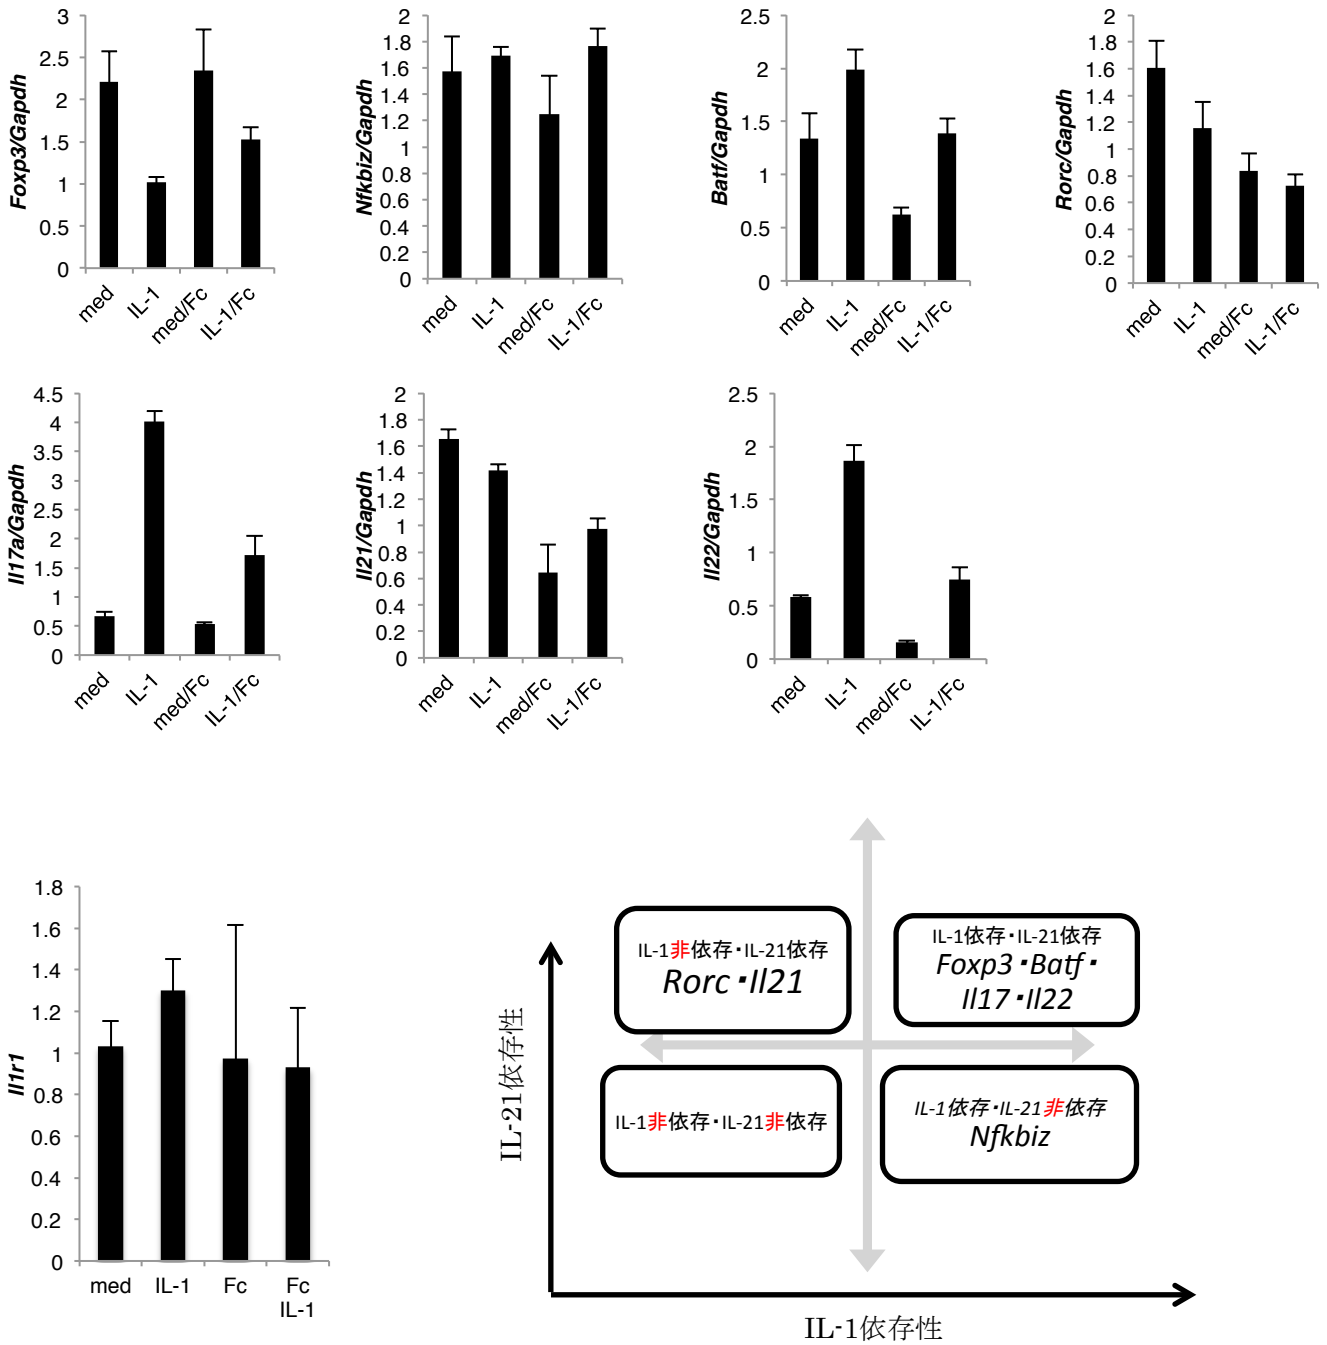 Foxp3/Gapdh
3
2.5
2
1.5
1
0.5
0
med
IL-1
med/Fc
IL-1/Fc
Nfkbiz/Gapdh
2
1.8
1.6
1.4
1.2
1
0.8
0.6
0.4
0.2
0
med
IL-1
med/Fc
IL-1/Fc
Batf/Gapdh
2.5
2
1.5
1
0.5
0
med
IL-1
med/Fc
IL-1/Fc
Rorc/Gapdh
2
1.8
1.6
1.4
1.2
1
0.8
0.6
0.4
0.2
0
med
IL-1
med/Fc
IL-1/Fc
Il17a/Gapdh
4.5
4
3.5
3
2.5
2
1.5
1
0.5
0
med
IL-1
med/Fc
IL-1/Fc
Il21/Gapdh
2
1.8
1.6
1.4
1.2
1
0.8
0.6
0.4
0.2
0
med
IL-1
med/Fc
IL-1/Fc
Il22/Gapdh
2.5
2
1.5
1
0.5
0
med
IL-1
med/Fc
IL-1/Fc
Il1r1
1.8
1.6
1.4
1.2
1
0.8
0.6
0.4
0.2
0
med
IL-1
Fc
Fc
IL-1
IL-21依存性
IL-1非依存・IL-21依存
Rorc・Il21
IL-1依存・IL-21依存
Foxp3・Batf・
Il17・Il22
IL-1非依存・IL-21非依存
IL-1依存・IL-21非依存
Nfkbiz
IL-1依存性